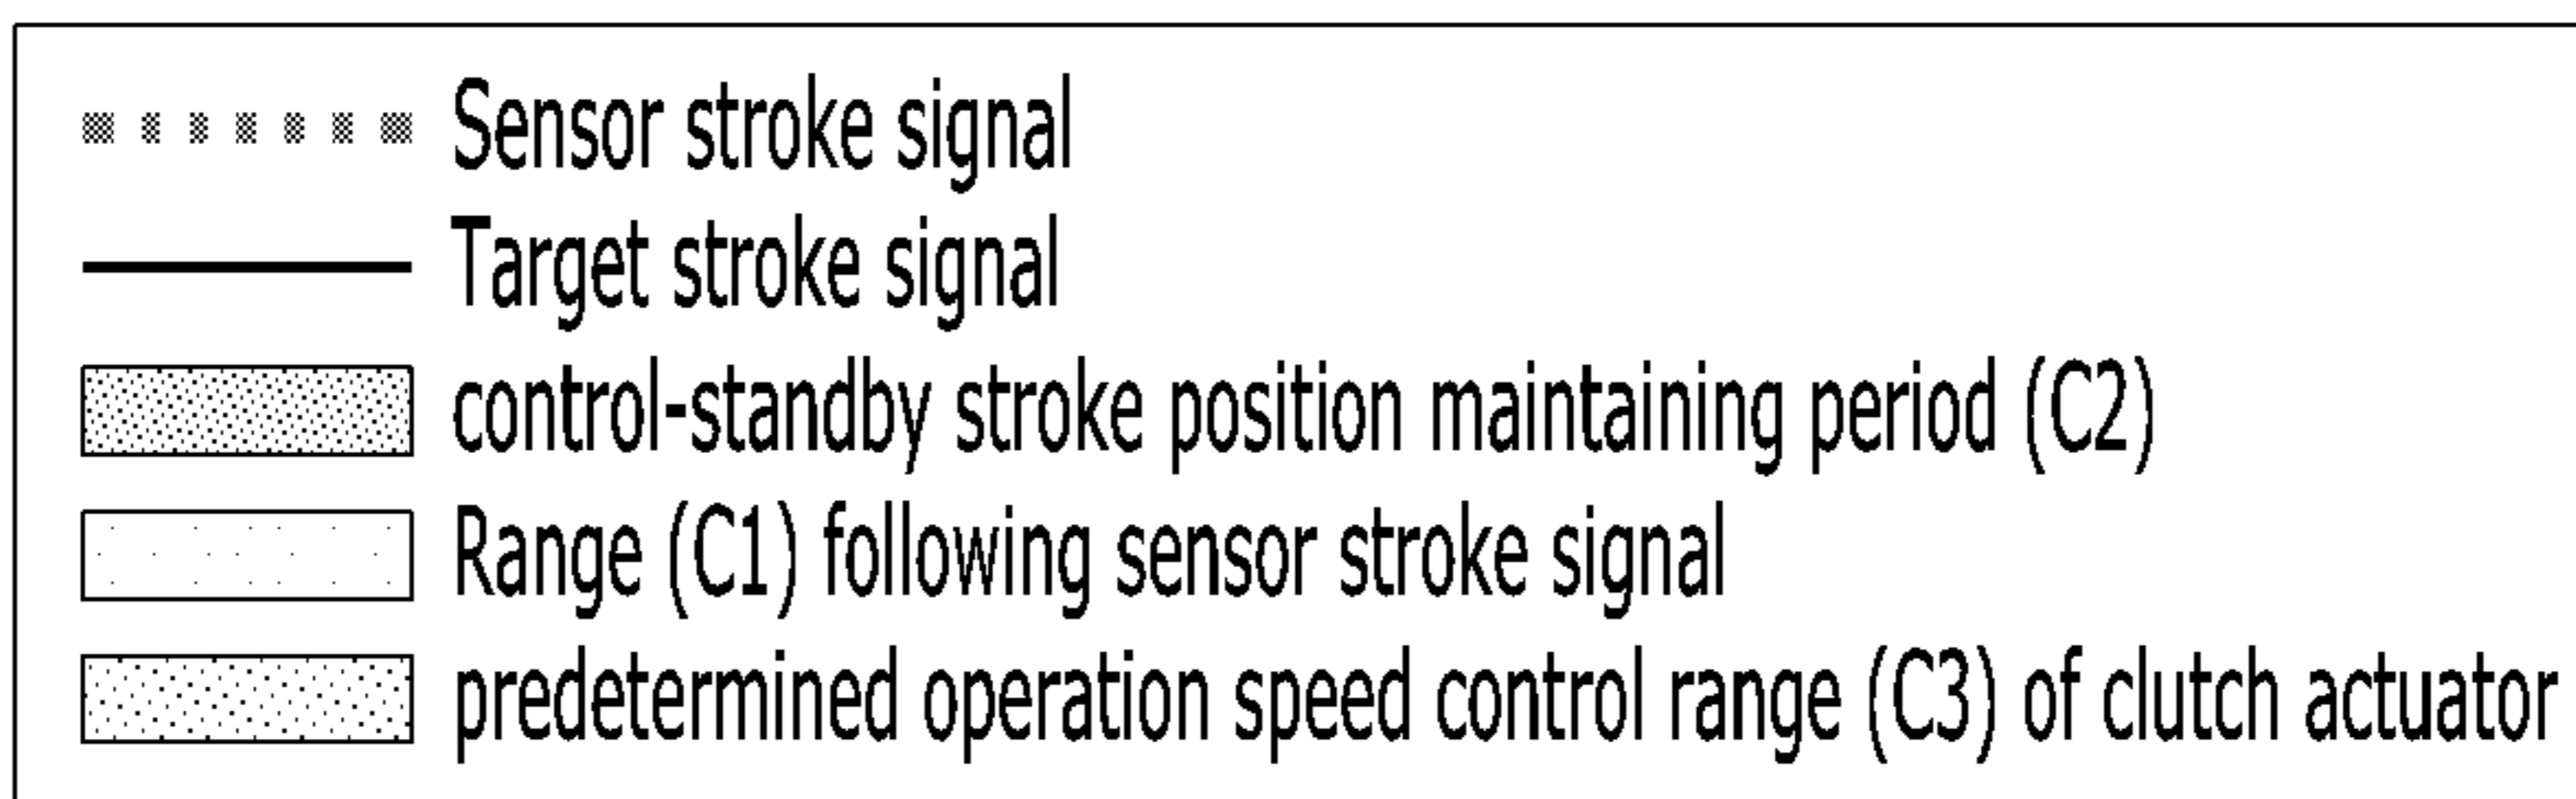 Sensor stroke signal
Target stroke signal
control-standby stroke position maintaining period (C2)
Range (C1) following sensor stroke signal
predetermined operation speed control range (C3) of clutch actuator